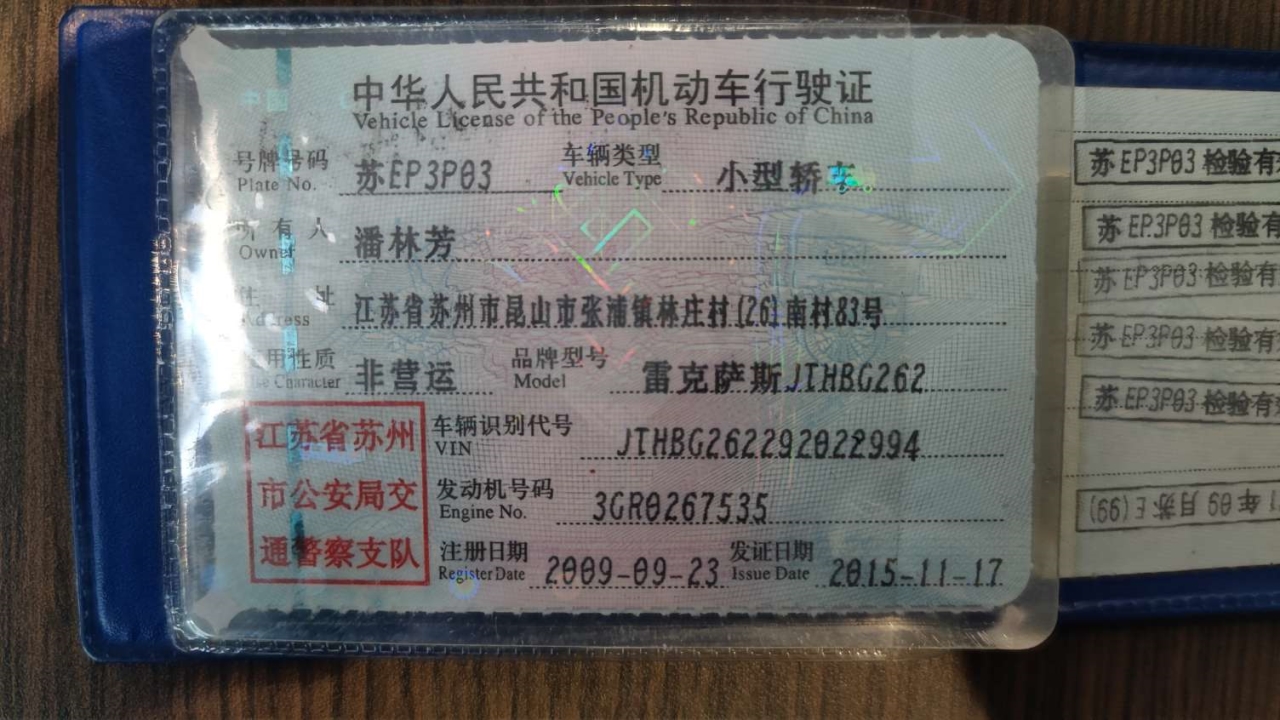 中国
中华人民共和国机动车行驶证
Vehicle License of the People's Republic of China
号牌号码 苏EP3P03 车辆类型 小型轿车
Plate No. Vehicle Type
所有人 潘林芳
Owner
住址 江苏省苏州市昆山市张浦镇林庄村(26)南村83号
Address
使用性质 非营运 品牌型号 雷克萨斯JTHBG262
Use Character Model
江苏省苏州
市公安局交
通警察支队
车辆识别代号 JTHBG262292022994
VIN
发动机号码 3GR0267535
Engine No.
注册日期 2009-09-23 发证日期 2015-11-17
Register Date Issue Date
苏EP3P03检验有
苏EP3P03检验有
苏EP3P03检验有
苏EP3P03检验有
苏EP3P03检验有
年09月苏E(99)